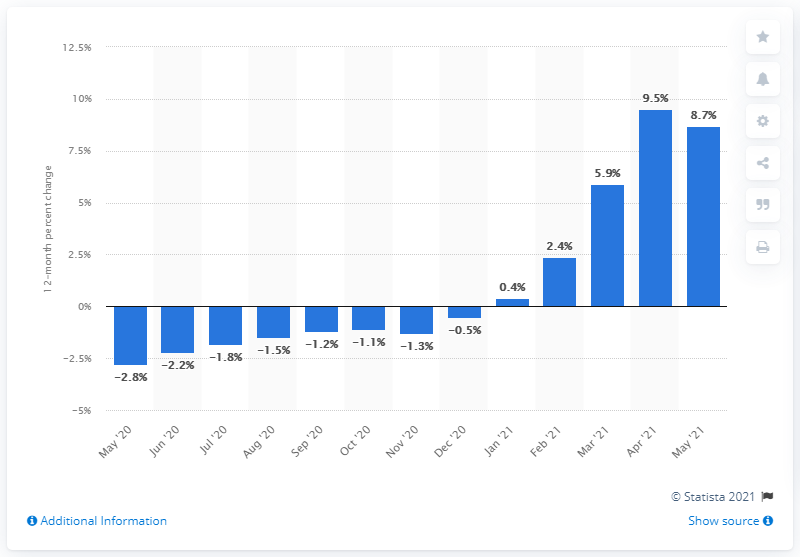 12.5%
10%
7.5%
5%
2.5%
0%
−2.5%
−5%
12-month percent change
−2.8%
−2.2%
−1.8%
−1.5%
−1.2%
−1.1%
−1.3%
−0.5%
0.4%
2.4%
5.9%
9.5%
8.7%
May '20
Jun '20
Jul '20
Aug '20
Sep '20
Oct '20
Nov '20
Dec '20
Jan '21
Feb '21
Mar '21
Apr '21
May '21
© Statista 2021
Additional Information
Show source